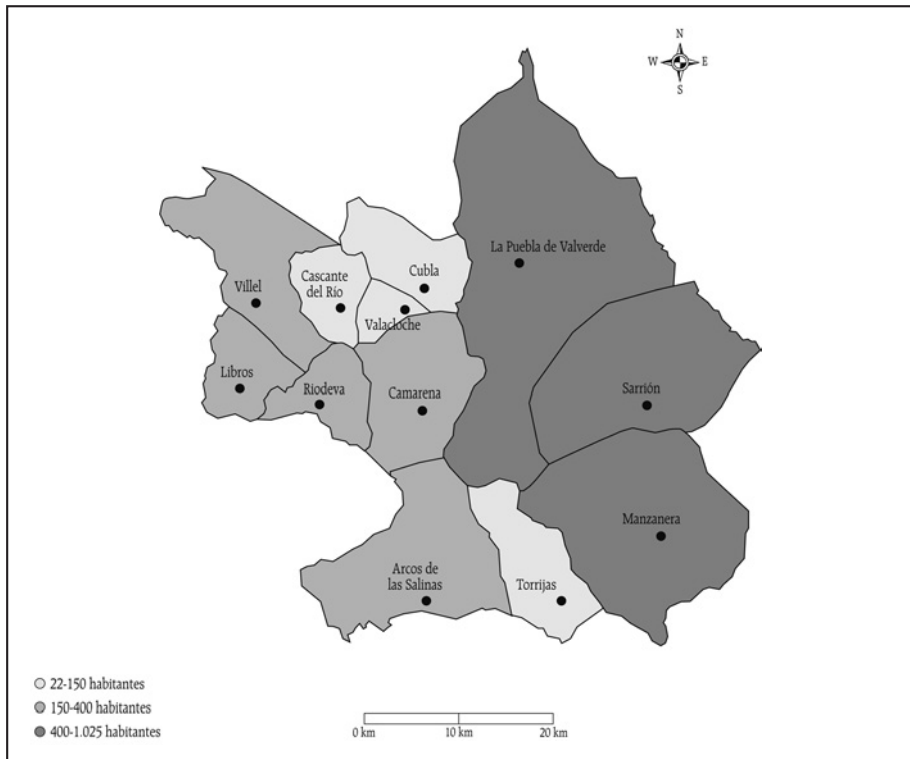 N
W E
S
La Puebla de Valverde
Cubla
Cascante
del Río
Villel
Valacloche
Libros
Riodeva
Camarena
Sarrión
Manzanera
Arcos de
las Salinas
Torrijas
22-150 habitantes
150-400 habitantes
400-1.025 habitantes
0 km 10 km 20 km